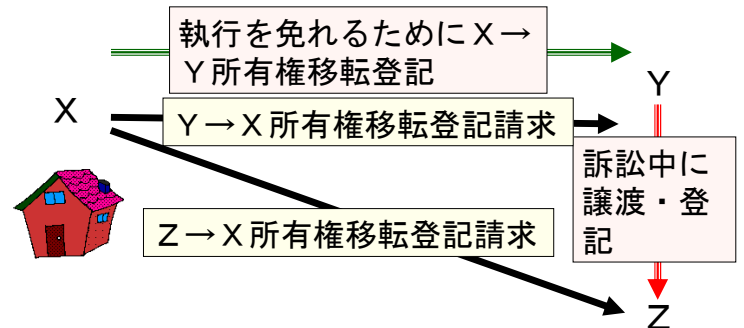 執行を免れるためにX→
Y所有権移転登記
Y
X
Y→X所有権移転登記請求
訴訟中に
譲渡・登
記
Z→X所有権移転登記請求
Z